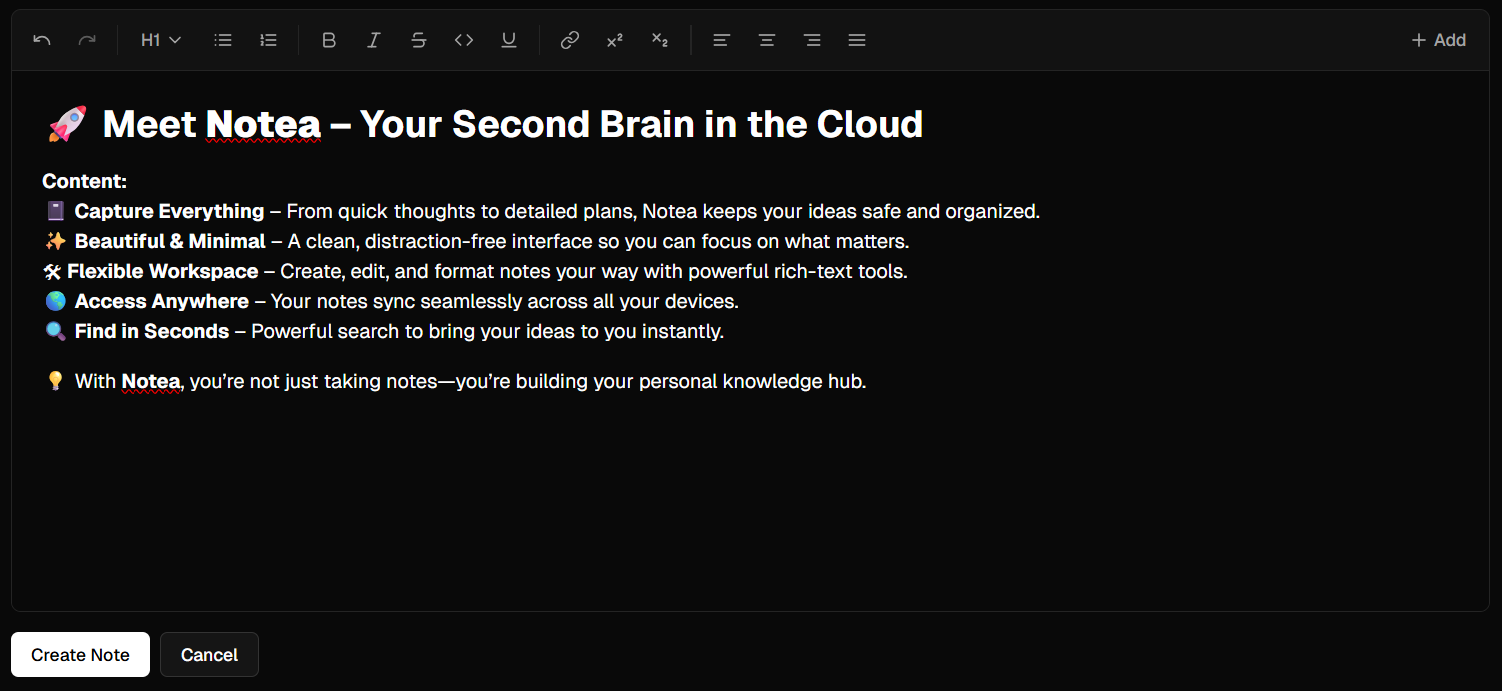 H1
+ Add
🚀 Meet Notea – Your Second Brain in the Cloud
Content:
📓 Capture Everything – From quick thoughts to detailed plans, Notea keeps your ideas safe and organized.
✨ Beautiful & Minimal – A clean, distraction-free interface so you can focus on what matters.
🛠 Flexible Workspace – Create, edit, and format notes your way with powerful rich-text tools.
🌎 Access Anywhere – Your notes sync seamlessly across all your devices.
🔍 Find in Seconds – Powerful search to bring your ideas to you instantly.
💡 With Notea, you’re not just taking notes—you’re building your personal knowledge hub.
Create Note
Cancel